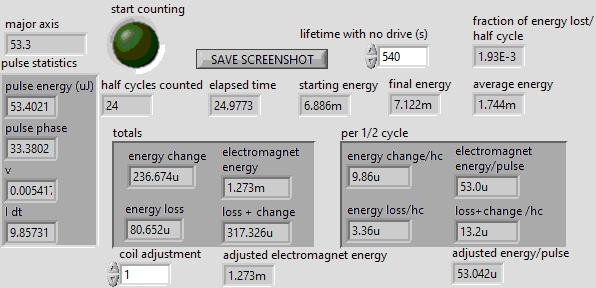 start counting
major axis
53.3
lifetime with no drive (s)
540
fraction of energy lost/
half cycle
1.93E-3
SAVE SCREENSHOT
pulse statistics
pulse energy (uJ)
53.4021
half cycles counted
24
elapsed time
24.9773
starting energy
6.886m
final energy
7.122m
average energy
1.744m
pulse phase
33.3802
v
0.005417
I dt
9.85731
totals
energy change
236.674u
electromagnet
energy
1.273m
energy loss
80.652u
loss + change
317.326u
per 1/2 cycle
energy change/hc
9.86u
electromagnet
energy/pulse
53.0u
energy loss/hc
3.36u
loss+change /hc
13.2u
coil adjustment
1
adjusted electromagnet energy
1.273m
adjusted energy/pulse
53.042u